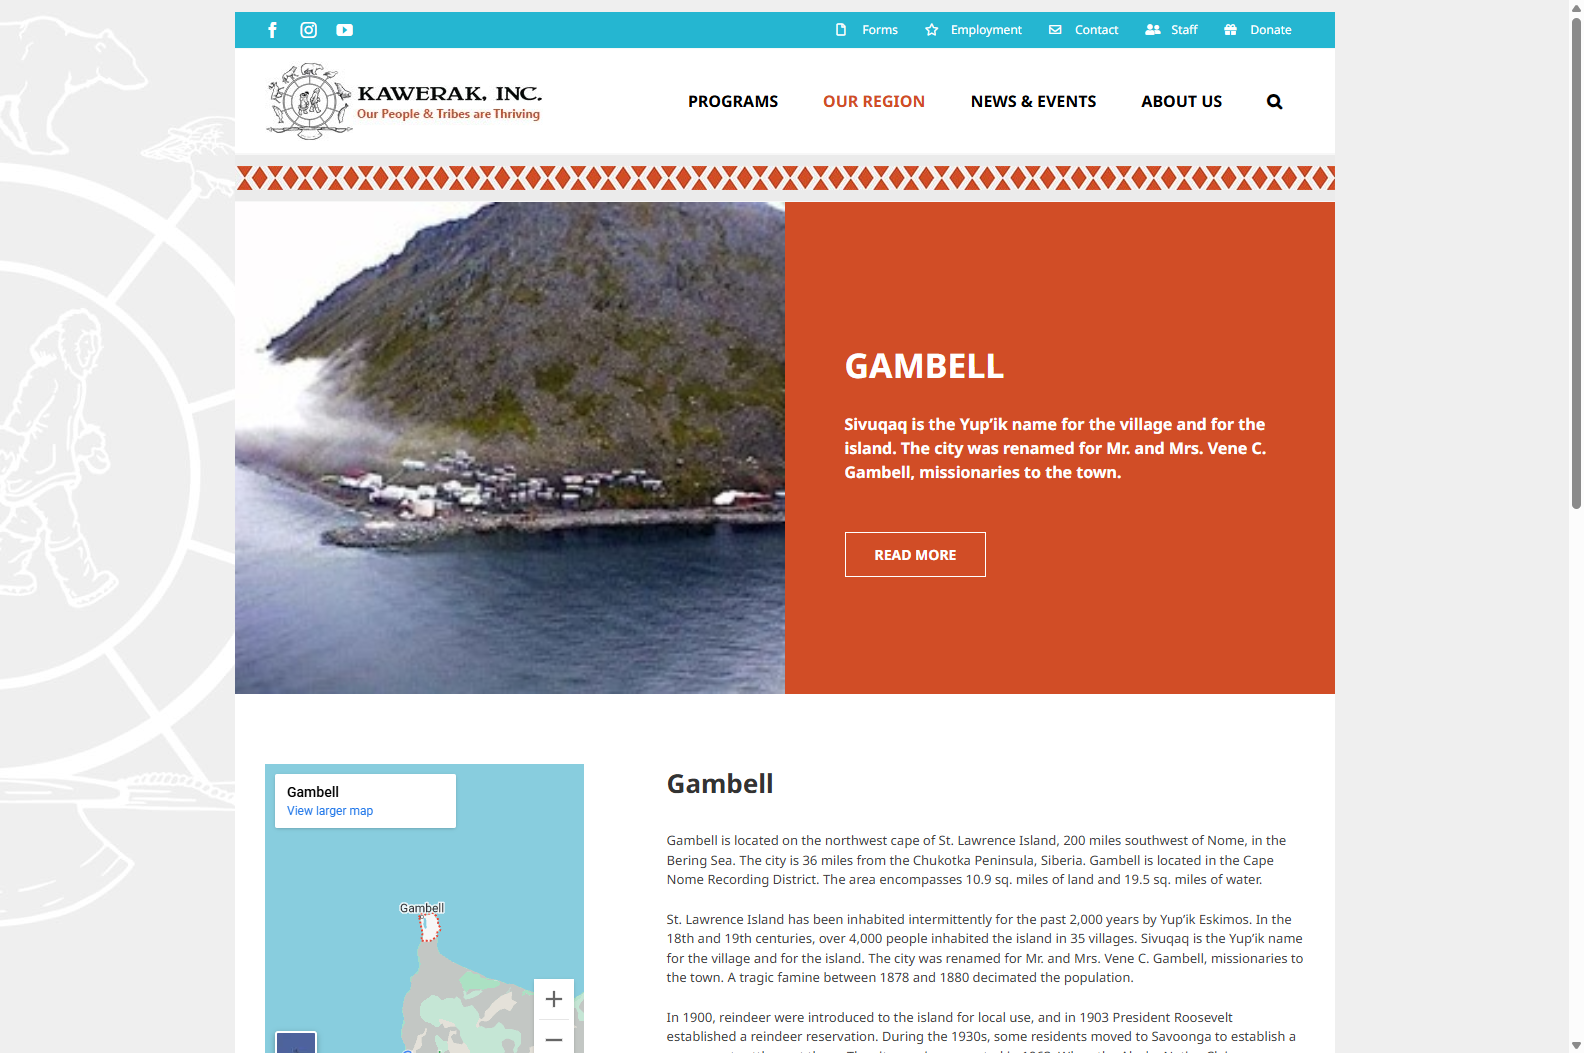 Forms
Employment
Contact
Staff
Donate
KAWERAK, INC.
Our People & Tribes are Thriving
PROGRAMS
OUR REGION
NEWS & EVENTS
ABOUT US
GAMBELL
Sivuqaq is the Yup’ik name for the village and for the
island. The city was renamed for Mr. and Mrs. Vene C.
Gambell, missionaries to the town.
READ MORE
Gambell
View larger map
Gambell
Gambell
Gambell is located on the northwest cape of St. Lawrence Island, 200 miles southwest of Nome, in the
Bering Sea. The city is 36 miles from the Chukotka Peninsula, Siberia. Gambell is located in the Cape
Nome Recording District. The area encompasses 10.9 sq. miles of land and 19.5 sq. miles of water.
St. Lawrence Island has been inhabited intermittently for the past 2,000 years by Yup’ik Eskimos. In the
18th and 19th centuries, over 4,000 people inhabited the island in 35 villages. Sivuqaq is the Yup’ik name
for the village and for the island. The city was renamed for Mr. and Mrs. Vene C. Gambell, missionaries to
the town. A tragic famine between 1878 and 1880 decimated the population.
In 1900, reindeer were introduced to the island for local use, and in 1903 President Roosevelt
established a reindeer reservation. During the 1930s, some residents moved to Savoonga to establish a